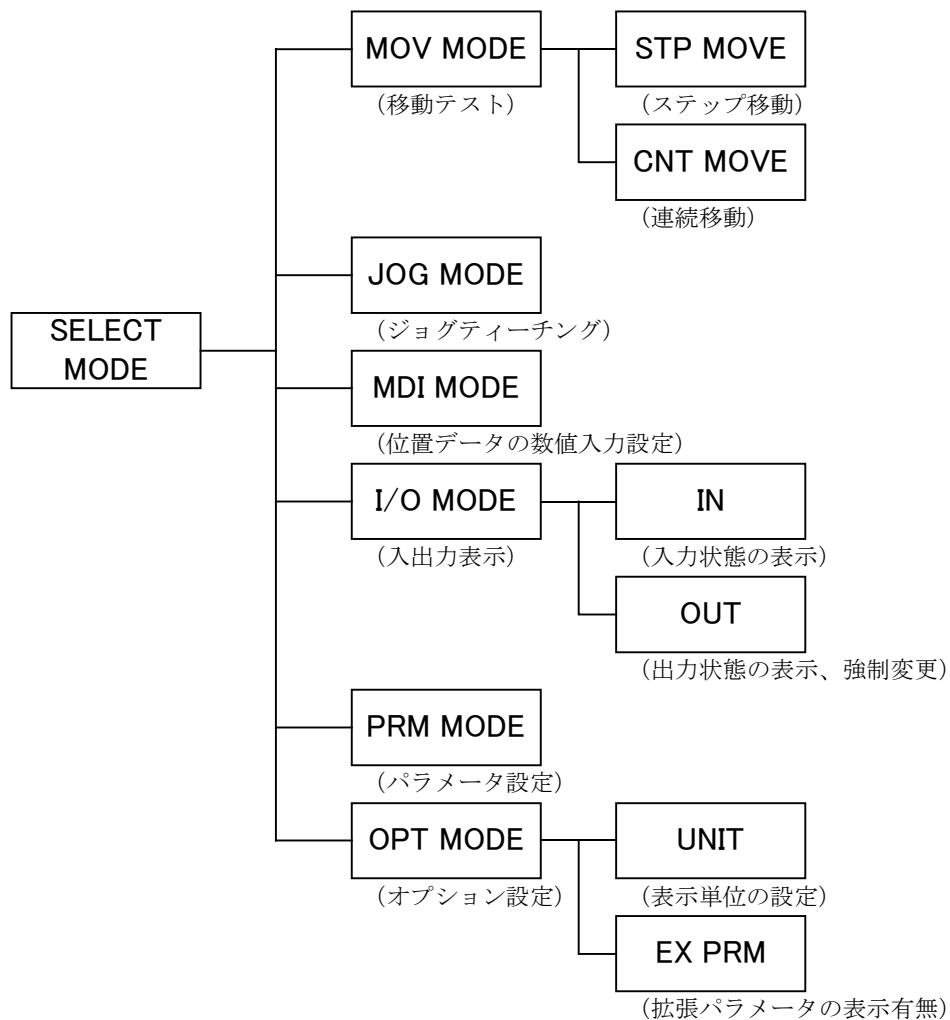 MOV MODE
(移動テスト)
STP MOVE
(ステップ移動)
CNT MOVE
(連続移動)
JOG MODE
(ジョグティーチング)
SELECT
MODE
MDI MODE
(位置データの数値入力設定)
I/O MODE
(入出力表示)
IN
(入力状態の表示)
OUT
(出力状態の表示、強制変更)
PRM MODE
(パラメータ設定)
OPT MODE
(オプション設定)
UNIT
(表示単位の設定)
EX PRM
(拡張パラメータの表示有無)